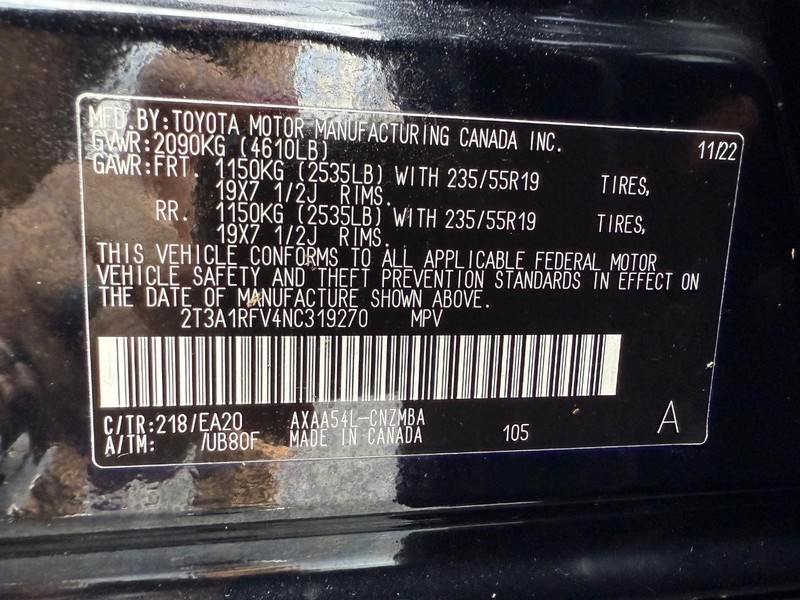 MFD.BY:TOYOTA MOTOR MANUFACTURING CANADA INC. 11/22
GVWR:2090KG (4610LB)
GAWR:FRT. 1150KG (2535LB) WITH 235/55R19 TIRES,
19X7 1/2J RIMS.
RR. 1150KG (2535LB) WITH 235/55R19 TIRES,
19X7 1/2J RIMS.
THIS VEHICLE CONFORMS TO ALL APPLICABLE FEDERAL MOTOR
VEHICLE SAFETY AND THEFT PREVENTION STANDARDS IN EFFECT ON
THE DATE OF MANUFACTURE SHOWN ABOVE.
2T3A1RFV4NC319270 MPV
C/TR:218/EA20 AXAA54L-CNZMBA A
A/TM: /UB80F MADE IN CANADA 105